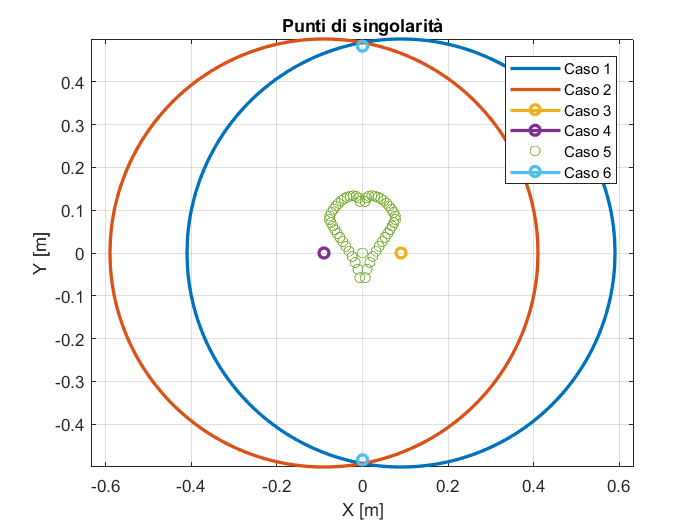 Punti di singolarità
Caso 1
Caso 2
Caso 3
Caso 4
Caso 5
Caso 6
0.4
0.3
0.2
0.1
0
-0.1
-0.2
-0.3
-0.4
Y [m]
-0.6
-0.4
-0.2
0
0.2
0.4
0.6
X [m]